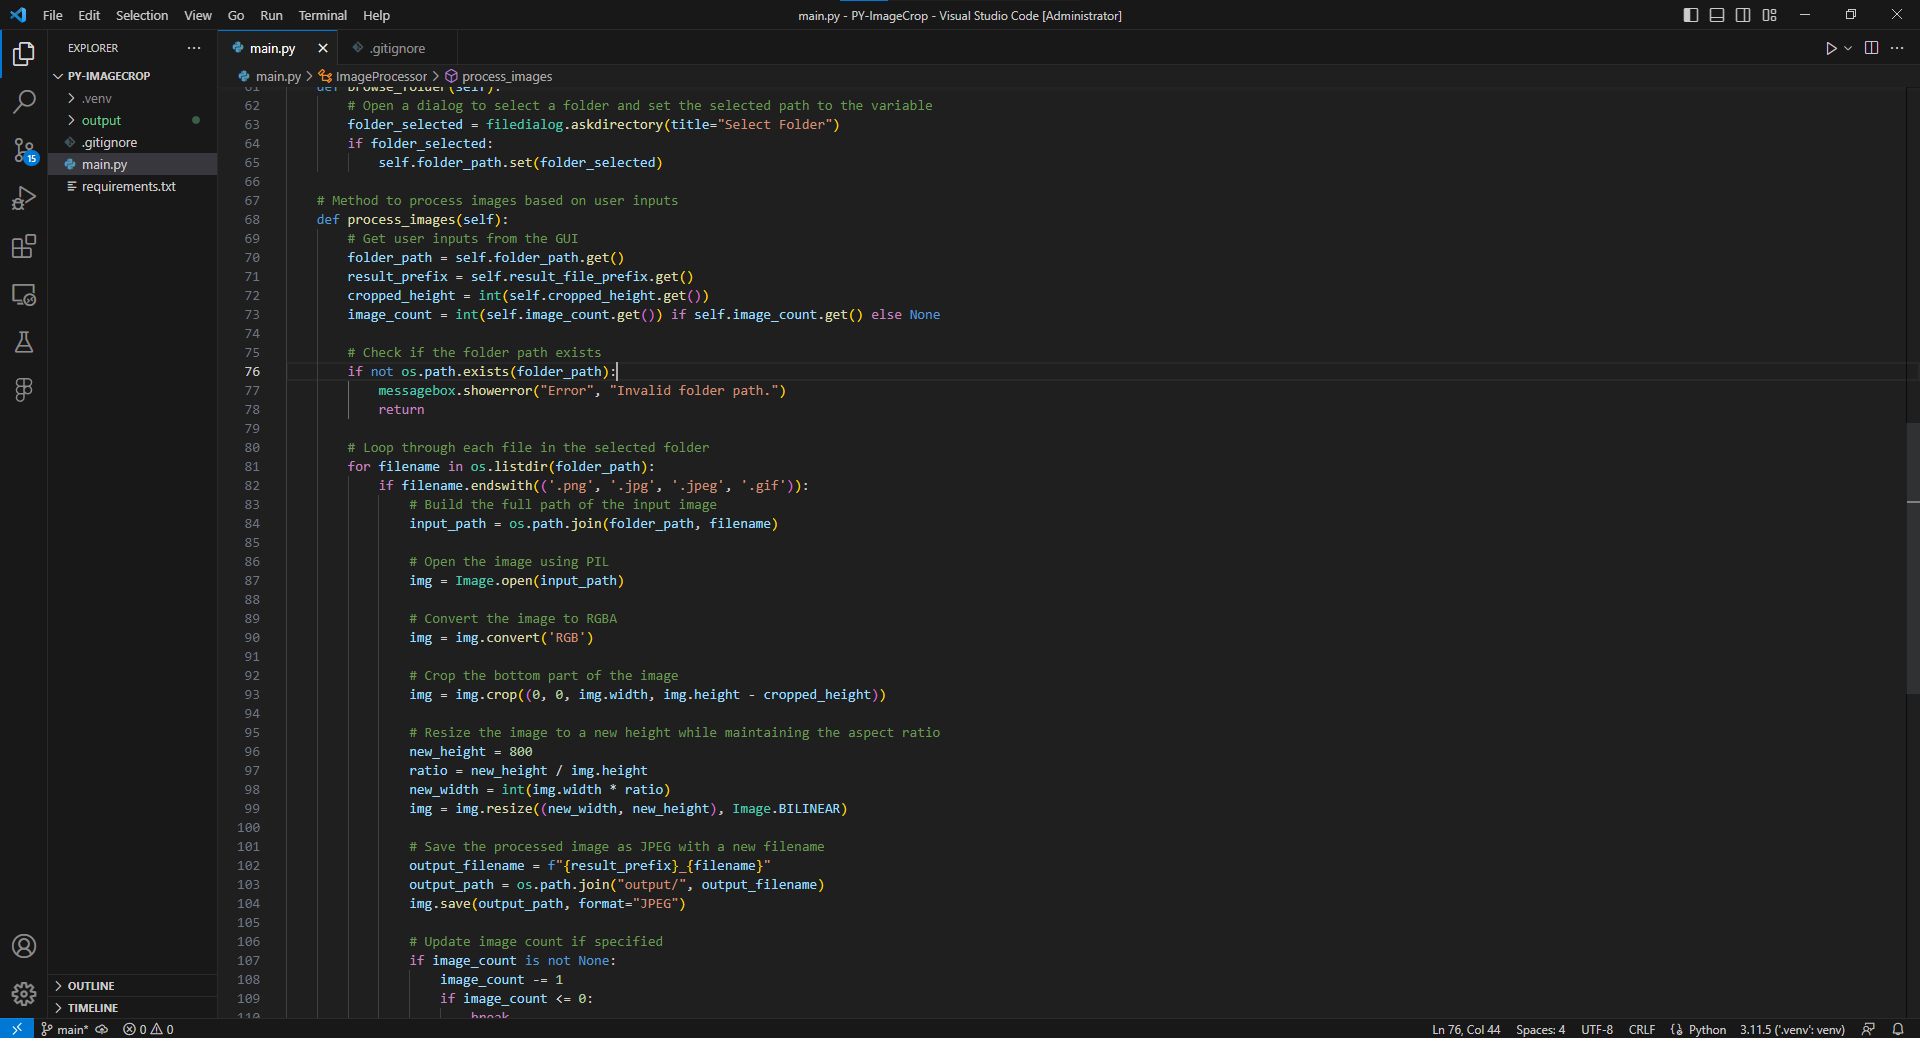 File Edit Selection View Go Run Terminal Help
main.py - PY-ImageCrop - Visual Studio Code [Administrator]
EXPLORER
PY-IMAGECROP
.venv
output
.gitignore
main.py
requirements.txt
15
OUTLINE
TIMELINE
main.py .gitignore
main.py ImageProcessor process_images
61 def browse_folder(self):
62 # Open a dialog to select a folder and set the selected path to the variable
63 folder_selected = filedialog.askdirectory(title="Select Folder")
64 if folder_selected:
65 self.folder_path.set(folder_selected)
66
67 # Method to process images based on user inputs
68 def process_images(self):
69 # Get user inputs from the GUI
70 folder_path = self.folder_path.get()
71 result_prefix = self.result_file_prefix.get()
72 cropped_height = int(self.cropped_height.get())
73 image_count = int(self.image_count.get()) if self.image_count.get() else None
74
75 # Check if the folder path exists
76 if not os.path.exists(folder_path):
77 messagebox.showerror("Error", "Invalid folder path.")
78 return
79
80 # Loop through each file in the selected folder
81 for filename in os.listdir(folder_path):
82 if filename.endswith(('.png', '.jpg', '.jpeg', '.gif')):
83 # Build the full path of the input image
84 input_path = os.path.join(folder_path, filename)
85
86 # Open the image using PIL
87 img = Image.open(input_path)
88
89 # Convert the image to RGBA
90 img = img.convert('RGB')
91
92 # Crop the bottom part of the image
93 img = img.crop((0, 0, img.width, img.height - cropped_height))
94
95 # Resize the image to a new height while maintaining the aspect ratio
96 new_height = 800
97 ratio = new_height / img.height
98 new_width = int(img.width * ratio)
99 img = img.resize((new_width, new_height), Image.BILINEAR)
100
101 # Save the processed image as JPEG with a new filename
102 output_filename = f"{result_prefix}_{filename}"
103 output_path = os.path.join("output/", output_filename)
104 img.save(output_path, format="JPEG")
105
106 # Update image count if specified
107 if image_count is not None:
108 image_count -= 1
109 if image_count <= 0:
110 break
main* 0 0
Ln 76, Col 44 Spaces: 4 UTF-8 CRLF Python 3.11.5 ('.venv': venv)